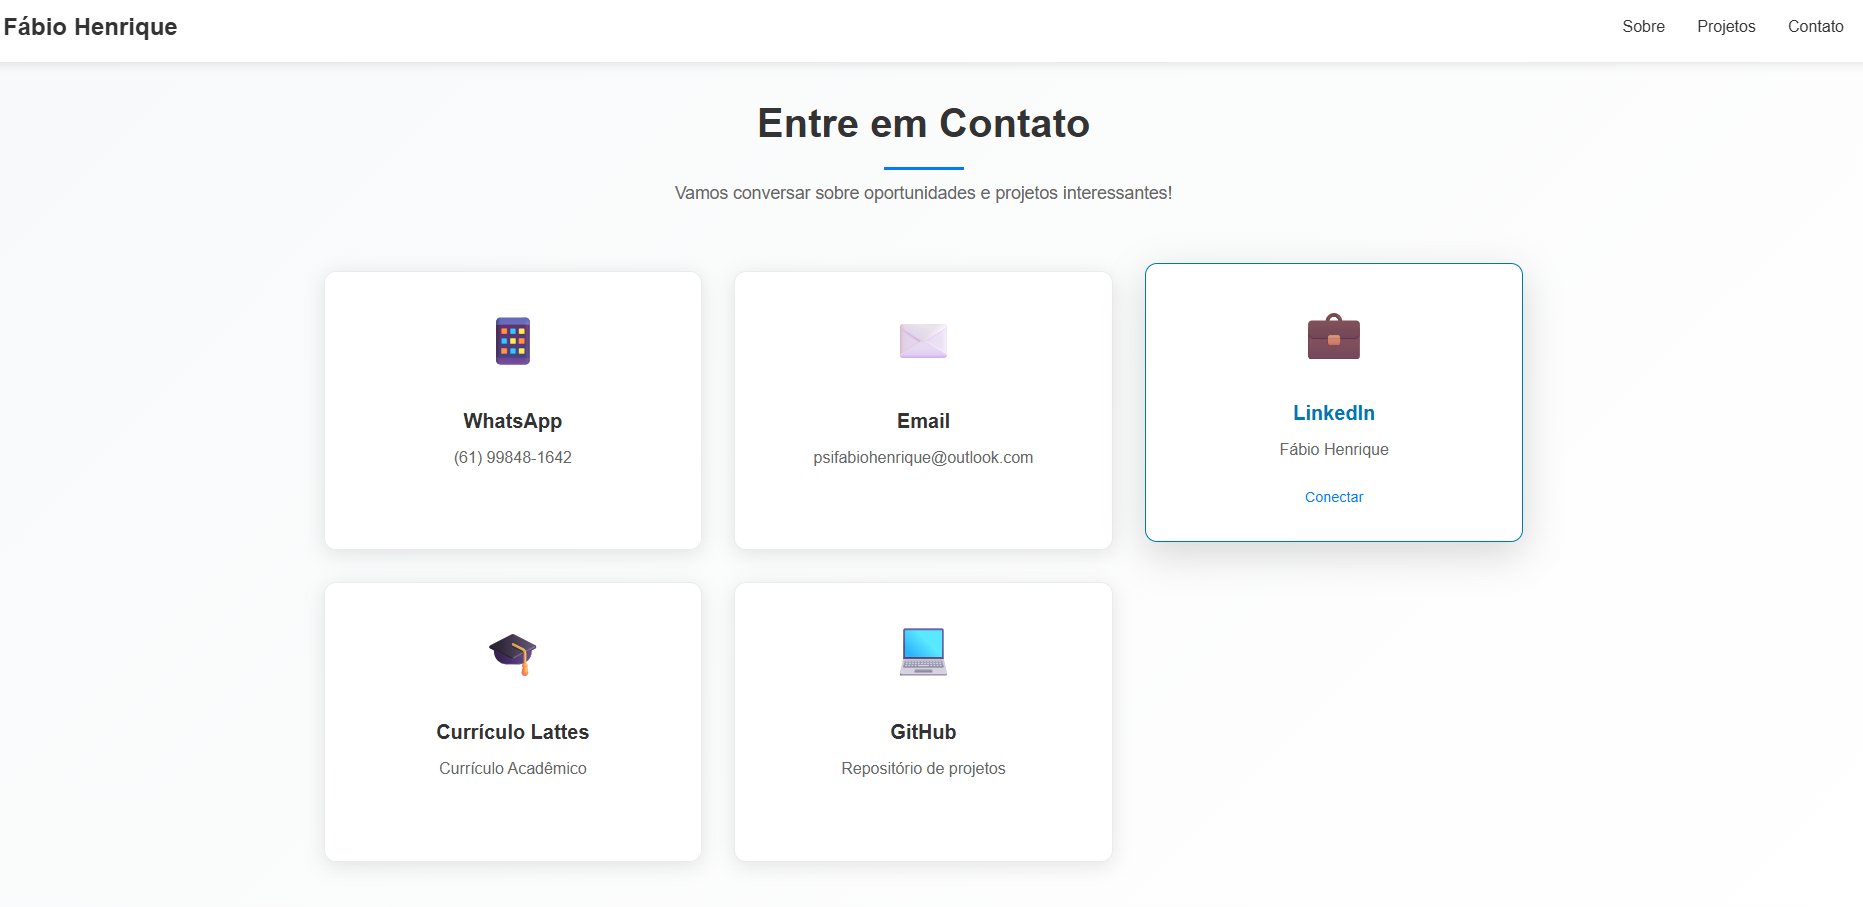 Fábio Henrique
Sobre
Projetos
Contato
Entre em Contato
Vamos conversar sobre oportunidades e projetos interessantes!
WhatsApp
(61) 99848-1642
Email
psifabiohenrique@outlook.com
LinkedIn
Fábio Henrique
Conectar
Currículo Lattes
Currículo Acadêmico
GitHub
Repositório de projetos